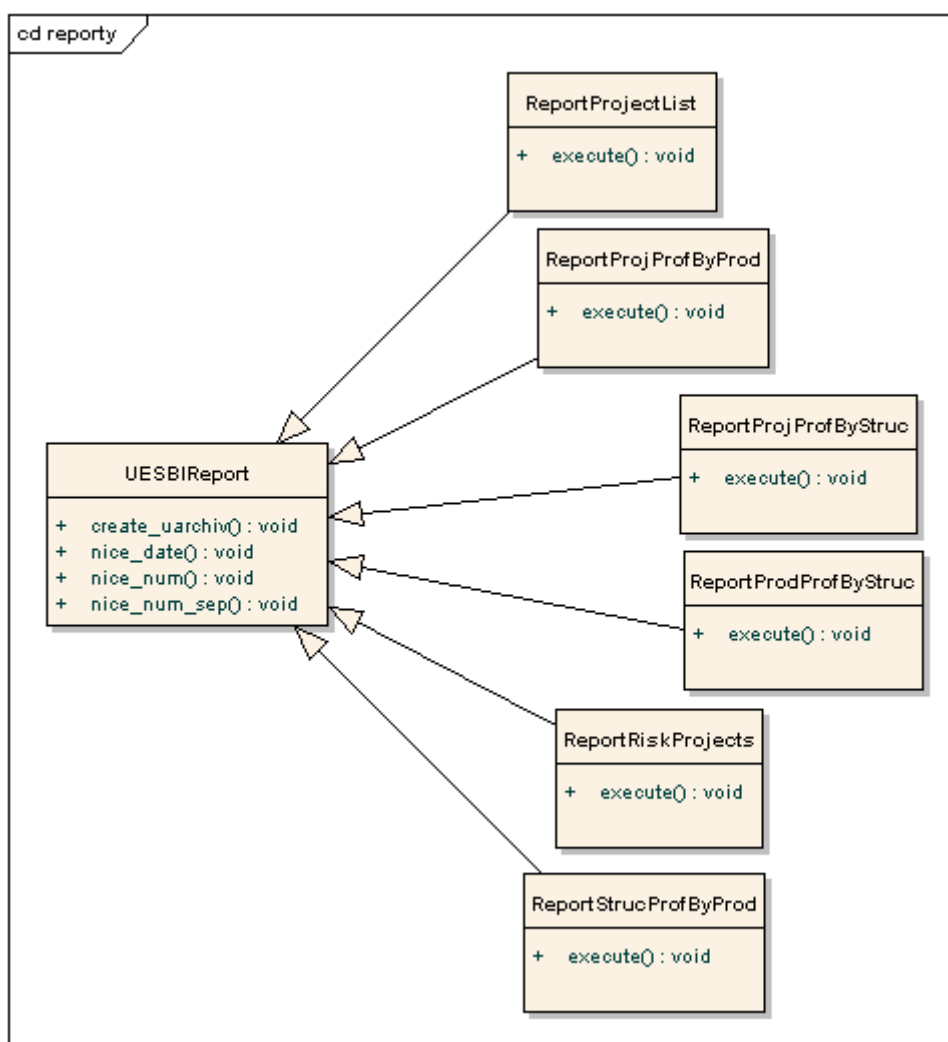 cd reporty
ReportProjectList
+ execute() : void
ReportProjProfByProd
+ execute() : void
ReportProjProfByStruc
+ execute() : void
UESBIReport
+ create_uarchiv() : void
+ nice_date() : void
+ nice_num() : void
+ nice_num_sep() : void
ReportProdProfByStruc
+ execute() : void
ReportRiskProjects
+ execute() : void
ReportStrucProfByProd
+ execute() : void